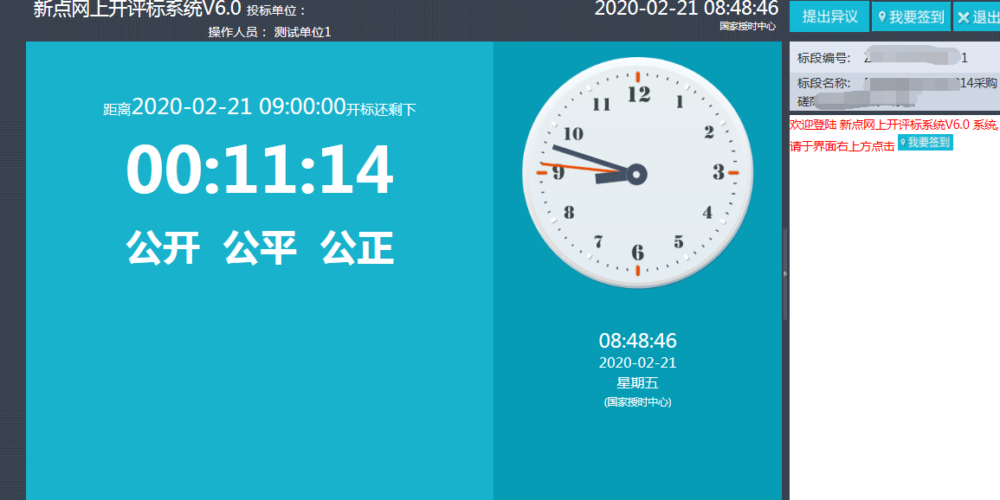 新点网上开评标系统V6.0 投标单位：
操作人员： 测试单位1
2020-02-21 08:48:46
国家授时中心
提出异议
我要签到
退出
标段编号: 1
标段名称: 014采购
磋商
欢迎登陆 新点网上开评标系统V6.0 系统,
请于界面右上方点击 我要签到
距离2020-02-21 09:00:00开标还剩下
00:11:14
公开 公平 公正
12
1
2
3
4
5
6
7
8
9
10
11
08:48:46
2020-02-21
星期五
(国家授时中心)